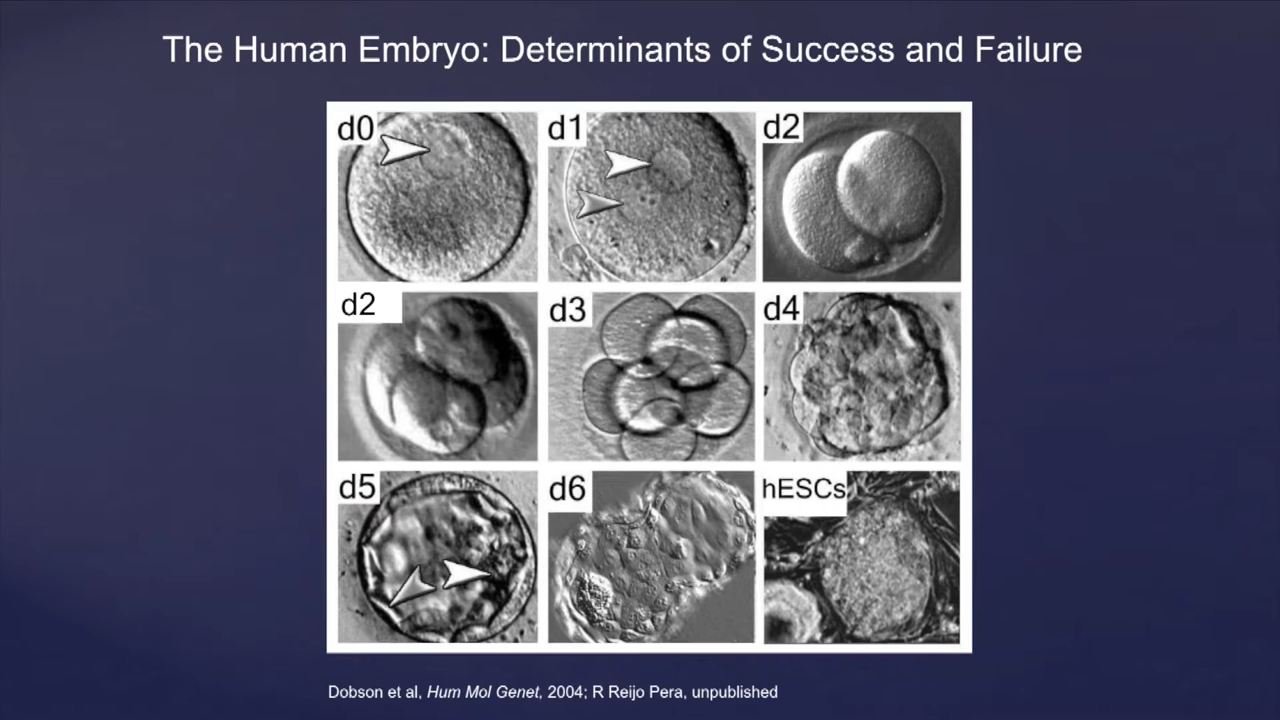 The Human Embryo: Determinants of Success and Failure
d0
d1
d2
d2
d3
d4
d5
d6
hESCs
Dobson et al, Hum Mol Genet, 2004; R Reijo Pera, unpublished